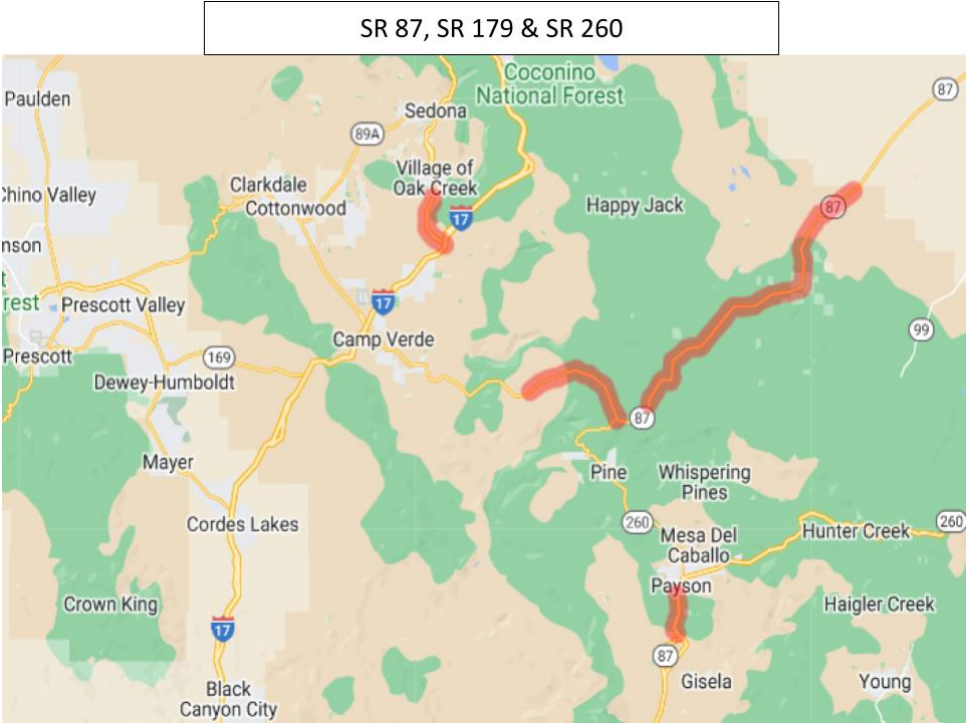 SR 87, SR 179 & SR 260
Coconino
National Forest
87
Paulden
Sedona
89A
Village of
Oak Creek
Clarkdale
Chino Valley
Cottonwood
Happy Jack
87
17
nson
t
rest
Prescott Valley
17
Camp Verde
99
Prescott
169
Dewey-Humboldt
87
Mayer
Pine
Whispering
Pines
Cordes Lakes
260
Mesa Del
Caballo
Hunter Creek
260
Payson
Crown King
Haigler Creek
17
87
Gisela
Young
Black
Canyon City